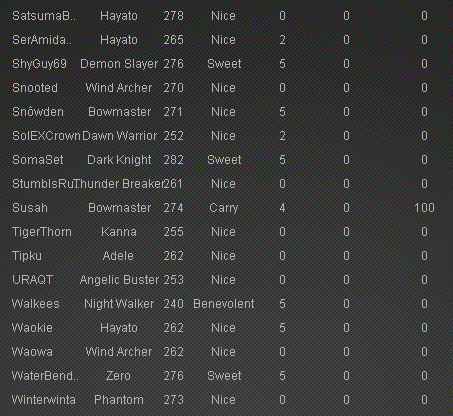 SatsumaB.. Hayato 278 Nice 0 0 0
SerAmida.. Hayato 265 Nice 2 0 0
ShyGuy69 Demon Slayer 276 Sweet 5 0 0
Snooted Wind Archer 270 Nice 0 0 0
Snôwden Bowmaster 271 Nice 5 0 0
SolEXCrown Dawn Warrior 252 Nice 2 0 0
SomaSet Dark Knight 282 Sweet 5 0 0
StumblsRu Thunder Breaker 261 Nice 0 0 0
Susah Bowmaster 274 Carry 4 0 100
TigerThorn Kanna 255 Nice 0 0 0
Tipku Adele 262 Nice 0 0 0
URAQT Angelic Buster 253 Nice 0 0 0
Walkees Night Walker 240 Benevolent 5 0 0
Waokie Hayato 262 Nice 5 0 0
Waowa Wind Archer 262 Nice 0 0 0
WaterBend.. Zero 276 Sweet 5 0 0
Winterwinta Phantom 273 Nice 0 0 0